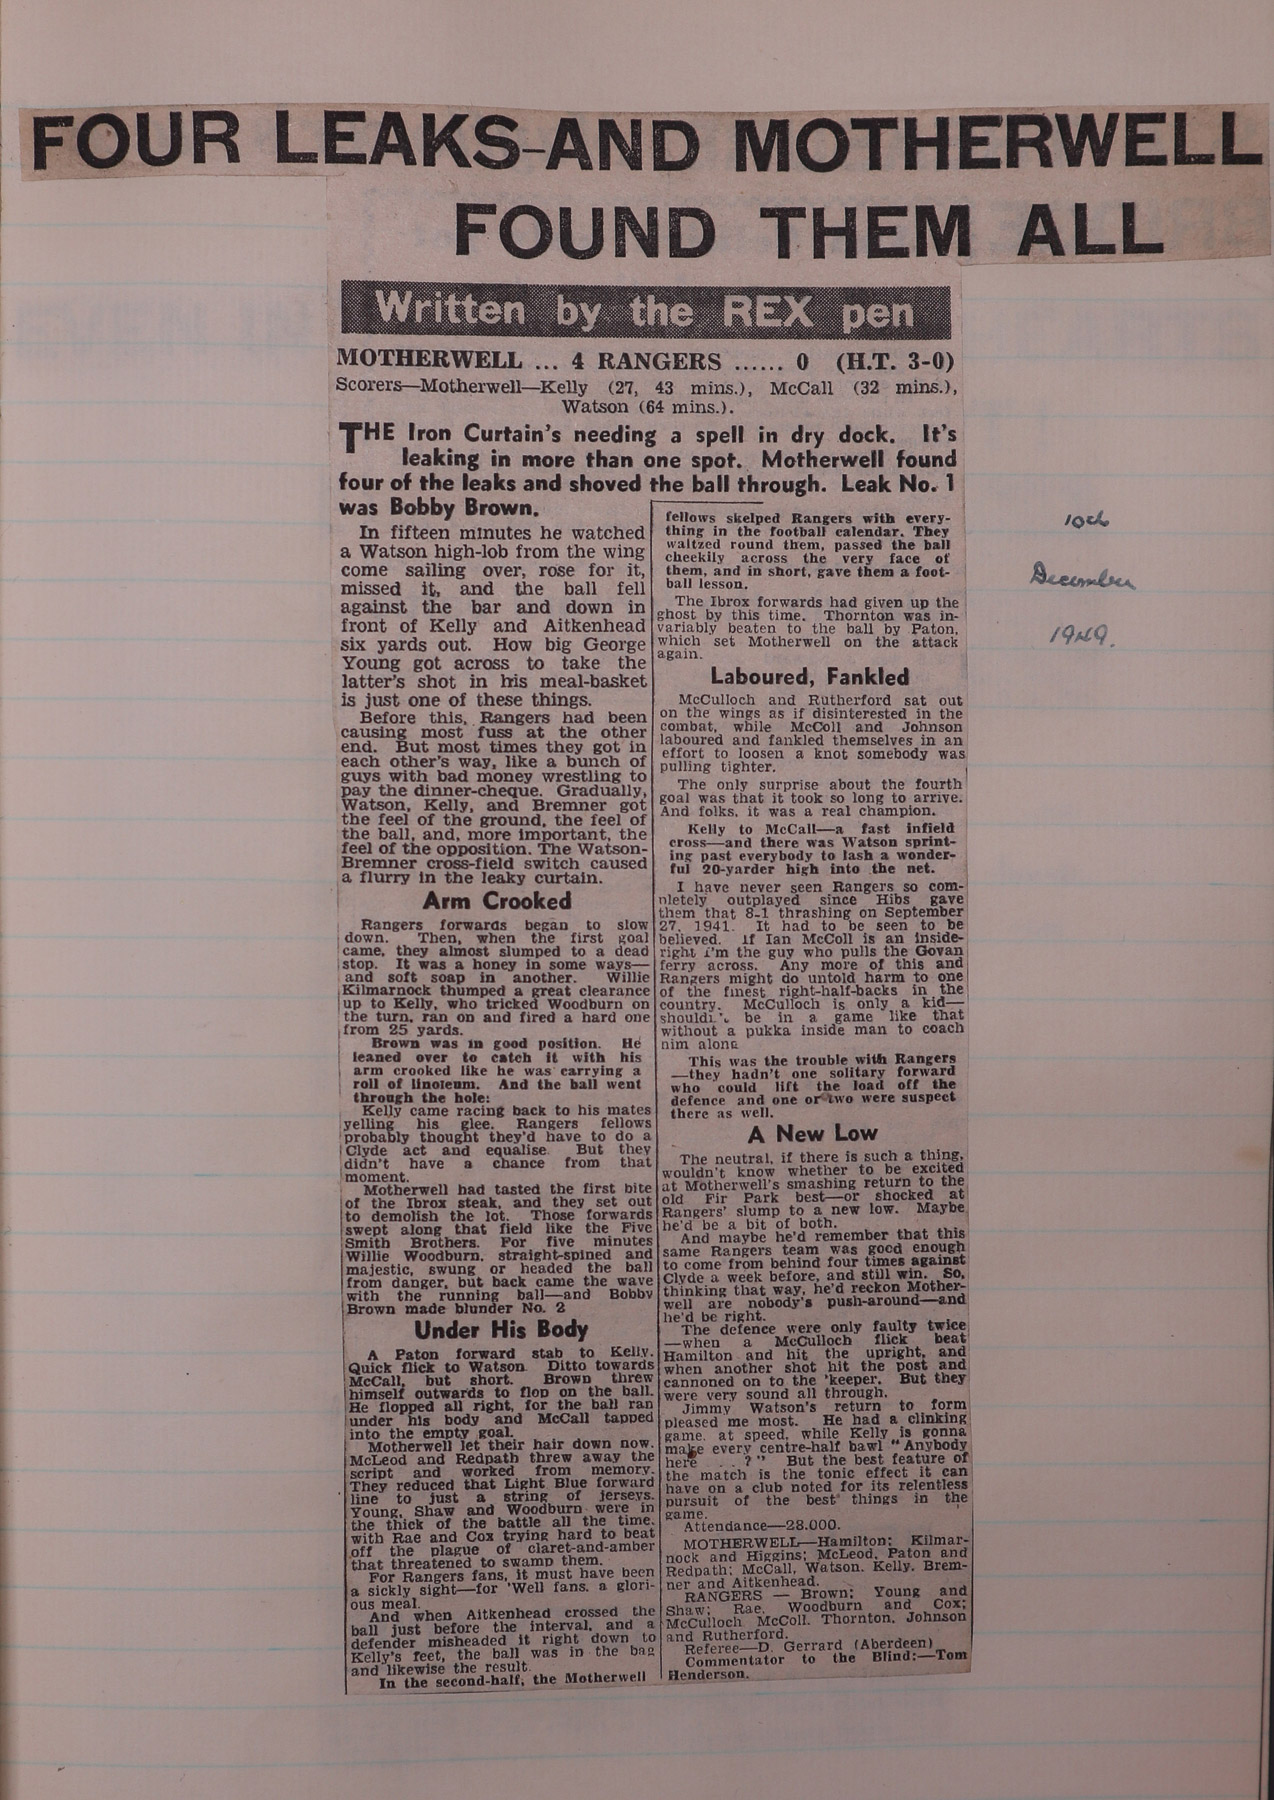 FOUR LEAKS-AND MOTHERWELL
FOUND THEM ALL
Written by the REX pen
MOTHERWELL ... 4 RANGERS ...... 0 (H.T. 3-0)
Scorers—Motherwell—Kelly (27, 43 mins.), McCall (32 mins.),
Watson (64 mins.).
THE Iron Curtain's needing a spell in dry dock. It's
leaking in more than one spot. Motherwell found
four of the leaks and shoved the ball through. Leak No. 1
was Bobby Brown.
In fifteen minutes he watched
a Watson high-lob from the wing
come sailing over, rose for it,
missed it, and the ball fell
against the bar and down in
front of Kelly and Aitkenhead
six yards out. How big George
Young got across to take the
latter's shot in his meal-basket
is just one of these things.
Before this, Rangers had been
causing most fuss at the other
end. But most times they got in
each other's way, like a bunch of
guys with bad money wrestling to
pay the dinner-cheque. Gradually,
Watson, Kelly, and Bremner got
the feel of the ground, the feel of
the ball, and, more important, the
feel of the opposition. The Watson-
Bremner cross-field switch caused
a flurry in the leaky curtain.
Arm Crooked
Rangers forwards began to slow
down. Then, when the first goal
came, they almost slumped to a dead
stop. It was a honey in some ways—
and soft soap in another. Willie
Kilmarnock thumped a great clearance
up to Kelly, who tricked Woodburn on
the turn, ran on and fired a hard one
from 25 yards.
Brown was in good position. He
leaned over to catch it with his
arm crooked like he was carrying a
roll of linoleum. And the ball went
through the hole:
Kelly came racing back to his mates
yelling his glee. Rangers fellows
probably thought they'd have to do a
Clyde act and equalise. But they
didn't have a chance from that
moment.
Motherwell had tasted the first bite
of the Ibrox steak, and they set out
to demolish the lot. Those forwards
swept along that field like the Five
Smith Brothers. For five minutes
Willie Woodburn, straight-spined and
majestic, swung or headed the ball
from danger, but back came the wave
with the running ball—and Bobby
Brown made blunder No. 2
Under His Body
A Paton forward stab to Kelly.
Quick flick to Watson. Ditto towards
McCall, but short. Brown threw
himself outwards to flop on the ball.
He flopped all right, for the ball ran
under his body and McCall tapped
into the empty goal.
Motherwell let their hair down now.
McLeod and Redpath threw away the
script and worked from memory.
They reduced that Light Blue forward
line to just a string of jerseys.
Young, Shaw and Woodburn were in
the thick of the battle all the time,
with Rae and Cox trying hard to beat
off the plague of claret-and-amber
that threatened to swamp them.
For Rangers fans, it must have been
a sickly sight—for 'Well fans, a glori-
ous meal.
And when Aitkenhead crossed the
ball just before the interval, and a
defender misheaded it right down to
Kelly's feet, the ball was in the bag
and likewise the result.
In the second-half, the Motherwell
fellows skelped Rangers with every-
thing in the football calendar. They
waltzed round them, passed the ball
cheekily across the very face of
them, and in short, gave them a foot-
ball lesson.
The Ibrox forwards had given up the
ghost by this time. Thornton was in-
variably beaten to the ball by Paton,
which set Motherwell on the attack
again.
Laboured, Fankled
McCulloch and Rutherford sat out
on the wings as if disinterested in the
combat, while McColl and Johnson
laboured and fankled themselves in an
effort to loosen a knot somebody was
pulling tighter.
The only surprise about the fourth
goal was that it took so long to arrive.
And folks, it was a real champion.
Kelly to McCall—a fast infield
cross—and there was Watson sprint-
ing past everybody to lash a wonder-
ful 20-yarder high into the net.
I have never seen Rangers so com-
pletely outplayed since Hibs gave
them that 8-1 thrashing on September
27, 1941. It had to be seen to be
believed. If Ian McColl is an inside-
right I'm the guy who pulls the Govan
ferry across. Any more of this and
Rangers might do untold harm to one
of the finest right-half-backs in the
country. McCulloch is only a kid—
shouldn't be in a game like that
without a pukka inside man to coach
him along
This was the trouble with Rangers
—they hadn't one solitary forward
who could lift the load off the
defence and one or two were suspect
there as well.
A New Low
The neutral, if there is such a thing,
wouldn't know whether to be excited
at Motherwell's smashing return to the
old Fir Park best—or shocked at
Rangers' slump to a new low. Maybe
he'd be a bit of both.
And maybe he'd remember that this
same Rangers team was good enough
to come from behind four times against
Clyde a week before, and still win. So,
thinking that way, he'd reckon Mother-
well are nobody's push-around—and
he'd be right.
The defence were only faulty twice
—when a McCulloch flick beat
Hamilton and hit the upright, and
when another shot hit the post and
cannoned on to the 'keeper. But they
were very sound all through.
Jimmy Watson's return to form
pleased me most. He had a clinking
game, at speed, while Kelly is gonna
make every centre-half bawl "Anybody
here . . . ?" But the best feature of
the match is the tonic effect it can
have on a club noted for its relentless
pursuit of the best things in the
game.
Attendance—28,000.
MOTHERWELL—Hamilton; Kilmar-
nock and Higgins; McLeod, Paton and
Redpath; McCall, Watson, Kelly, Brem-
ner and Aitkenhead.
RANGERS — Brown; Young and
Shaw; Rae, Woodburn and Cox;
McCulloch McColl, Thornton, Johnson
and Rutherford.
Referee—D. Gerrard (Aberdeen)
Commentator to the Blind:—Tom
Henderson.
10th
December
1949.